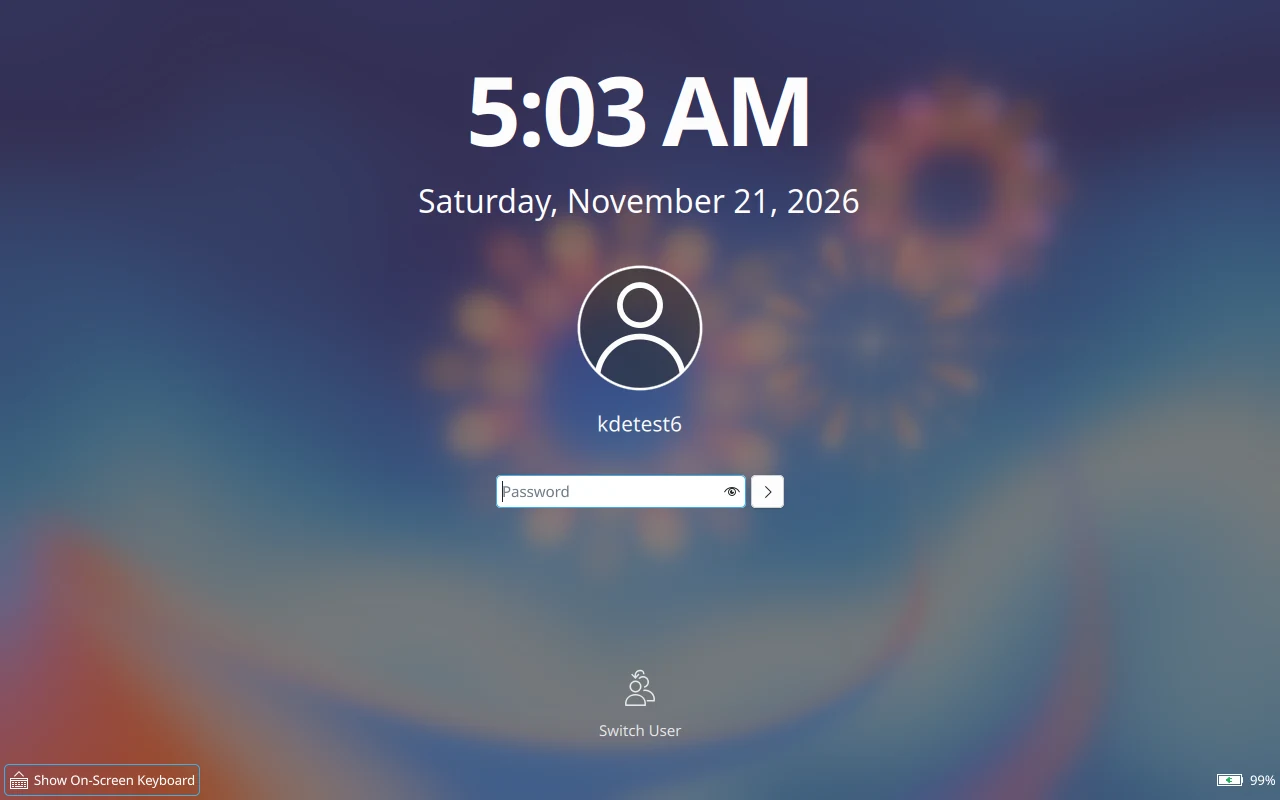 5:03 AM
Saturday, November 21, 2026
kdetest6
Password
Switch User
Show On-Screen Keyboard
99%